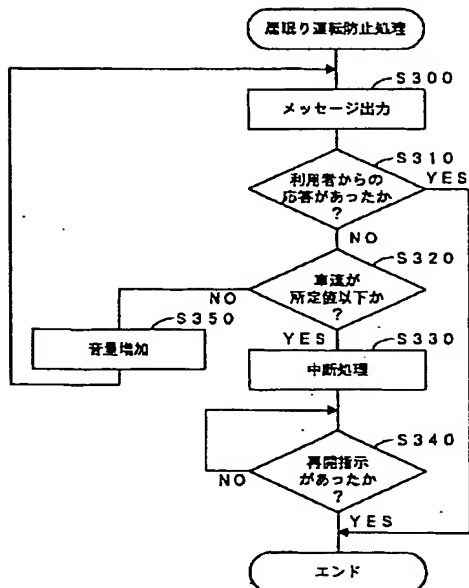 居眠り運転防止処理
S300
メッセージ出力
S310
利用者からの
応答があったか
?
YES
NO
S320
車速が
所定値以下か
?
NO
YES
S350
音量増加
S330
中断処理
S340
再開指示
があったか
?
NO
YES
エンド